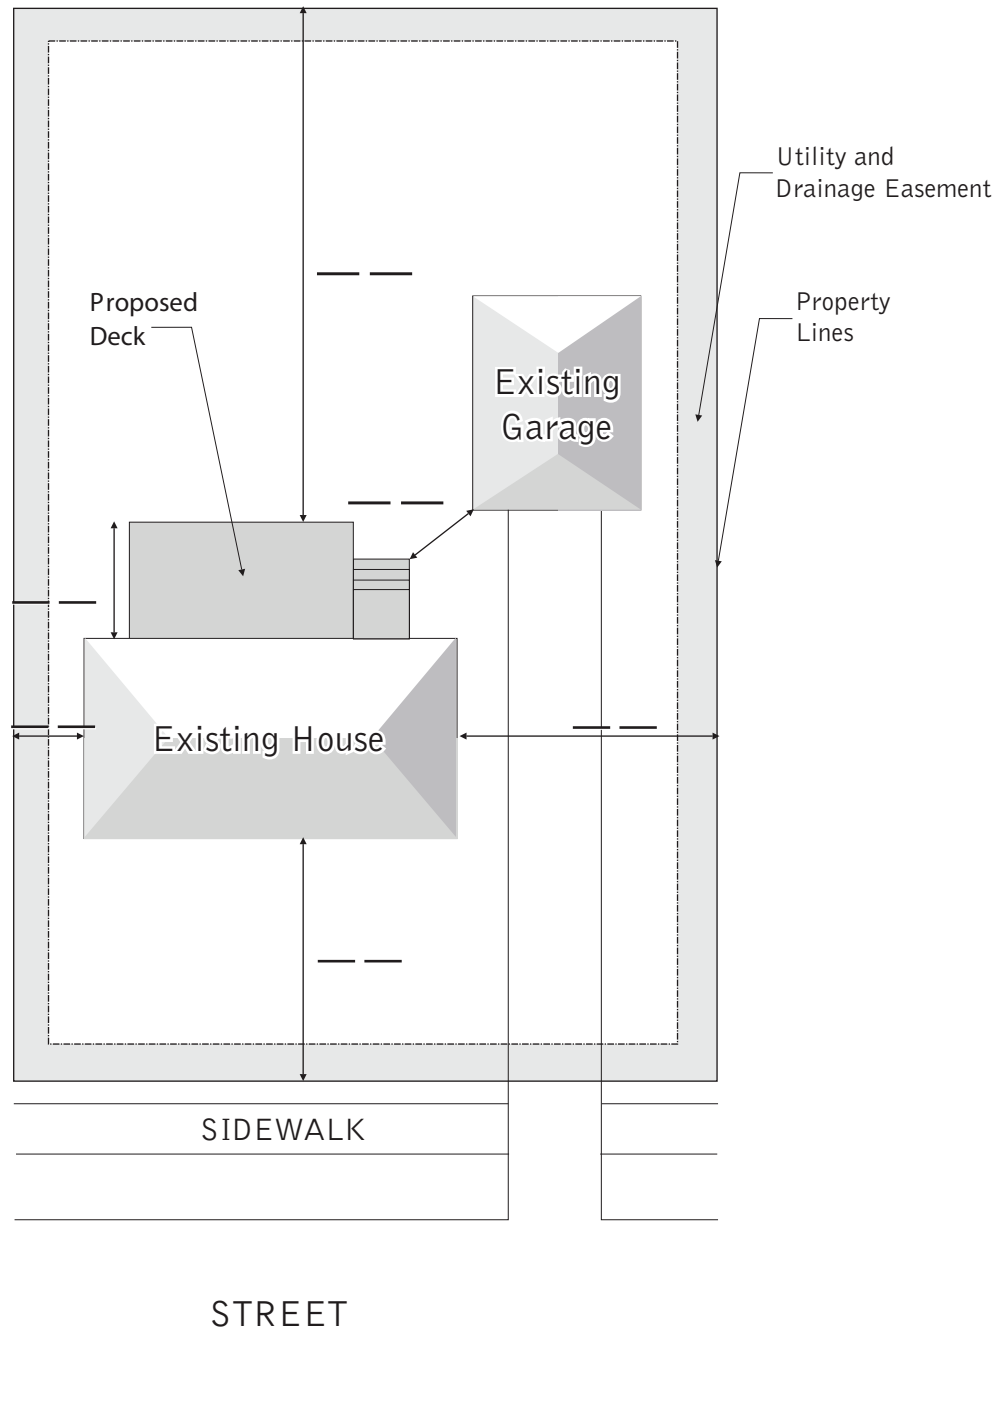 Utility and
Drainage Easement
Proposed
Deck
Property
Lines
Existing
Garage
Existing House
SIDEWALK
STREET